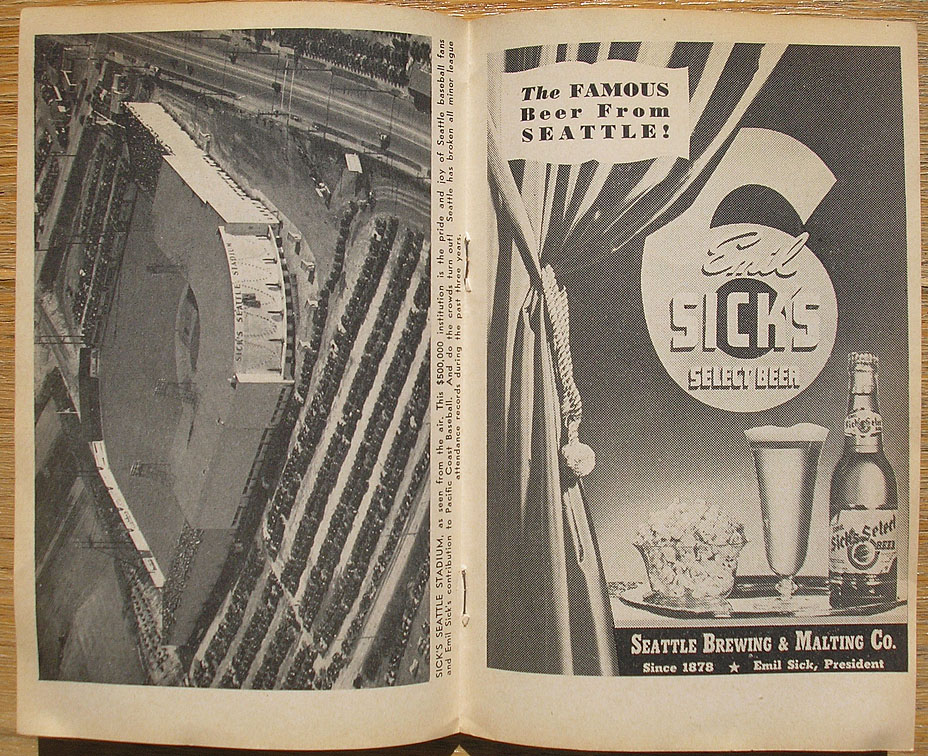 SICK'S SEATTLE STADIUM
SICK'S SEATTLE STADIUM, as seen from the air. This $500,000 institution is the pride and joy of Seattle baseball fans
and Emil Sick's contribution to Pacific Coast Baseball. And do the crowds turn out! Seattle has broken all minor league
attendance records during the past three years.
The FAMOUS
Beer From
SEATTLE!
Emil
SICK'S
SELECT BEER
Sick's Select
Sick's Select
BEER
SEATTLE BREWING & MALTING CO.
Since 1878 ★ Emil Sick, President